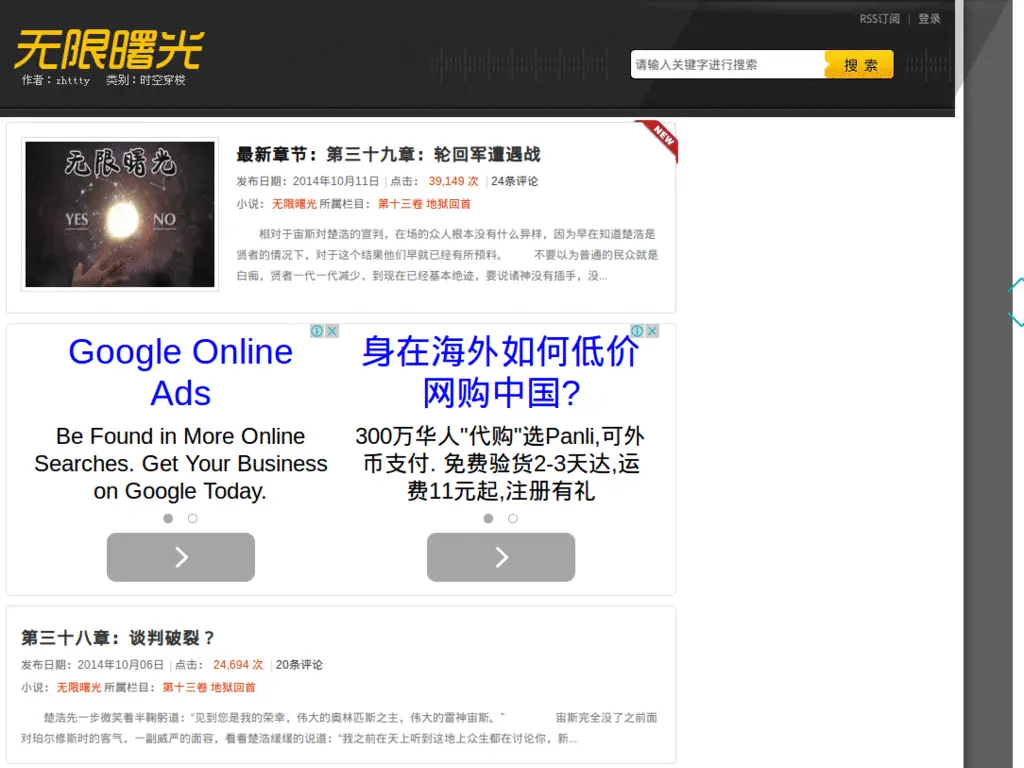 RSS订阅 | 登录
无限曙光
作者：zhttty 类别：时空穿梭
请输入关键字进行搜索
搜 索
NEW
无限曙光
YES NO
最新章节：第三十九章：轮回军遭遇战
发布日期：2014年10月11日 | 点击： 39,149 次 | 24条评论
小说： 无限曙光 所属栏目： 第十三卷 地狱回首
相对于宙斯对楚浩的宣判，在场的众人根本没有什么异样，因为早在知道楚浩是
贤者的情况下，对于这个结果他们早就已经有所预料。 不要以为普通的民众就是
白痴，贤者一代一代减少，到现在已经基本绝迹，要说诸神没有插手，没...
Google Online
Ads
Be Found in More Online
Searches. Get Your Business
on Google Today.
身在海外如何低价
网购中国?
300万华人"代购"选Panli,可外
币支付. 免费验货2-3天达,运
费11元起,注册有礼
第三十八章：谈判破裂？
发布日期：2014年10月06日 | 点击： 24,694 次 | 20条评论
小说： 无限曙光 所属栏目： 第十三卷 地狱回首
楚浩先一步微笑着半鞠躬道：“见到您是我的荣幸，伟大的奥林匹斯之主，伟大的雷神宙斯。” 宙斯完全没了之前面
对珀尔修斯时的客气，一副威严的面容，看着楚浩缓缓的说道：“我之前在天上听到这地上众生都在讨论你，新...